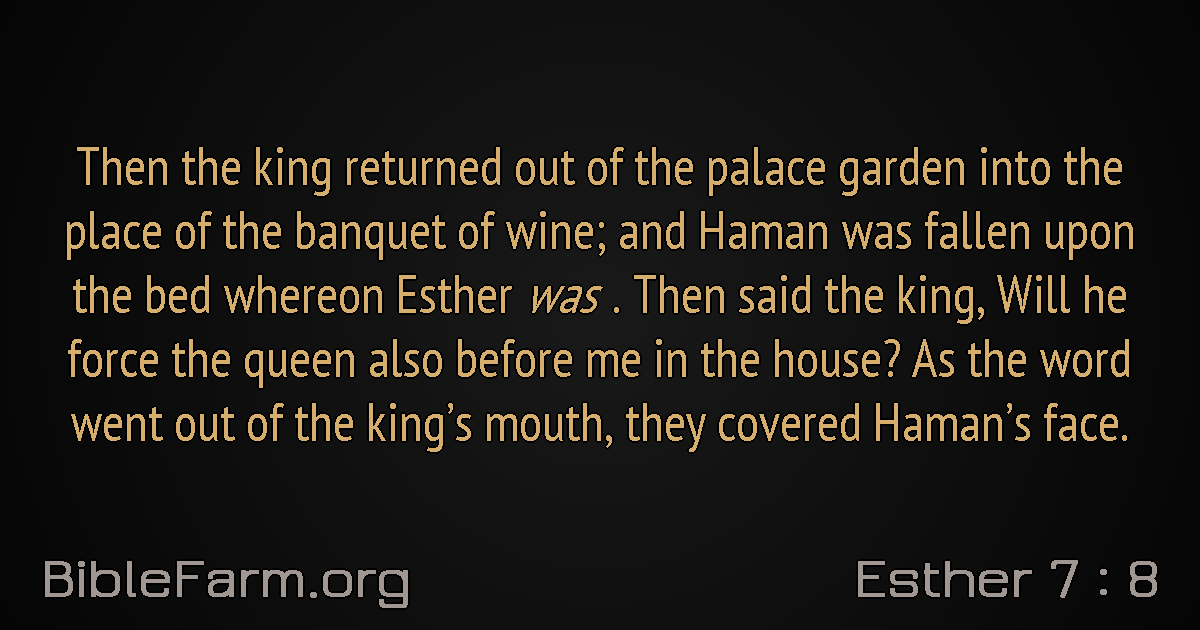 Then the king returned out of the palace garden into the
place of the banquet of wine; and Haman was fallen upon
the bed whereon Esther was . Then said the king, Will he
force the queen also before me in the house? As the word
went out of the king’s mouth, they covered Haman’s face.
BibleFarm.org
Esther 7 : 8